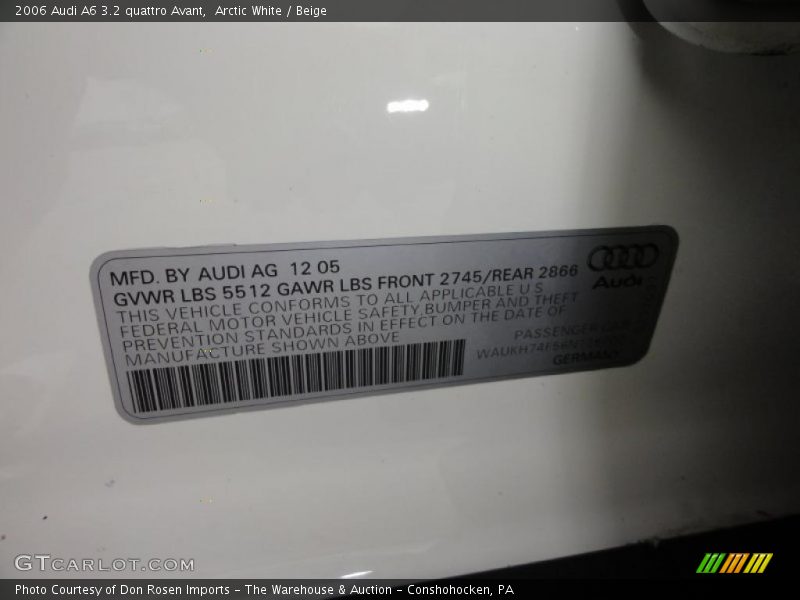 2006 Audi A6 3.2 quattro Avant,  Arctic White / Beige
MFD. BY AUDI AG 12 05
GVWR LBS 5512 GAWR LBS FRONT 2745/REAR 2866
THIS VEHICLE CONFORMS TO ALL APPLICABLE U S
FEDERAL MOTOR VEHICLE SAFETY,BUMPER AND THEFT
PREVENTION STANDARDS IN EFFECT ON THE DATE OF
MANUFACTURE SHOWN ABOVE
Audi
PASSENGER CAR
GERMANY
GTCARLOT.COM
Photo Courtesy of Don Rosen Imports - The Warehouse & Auction - Conshohocken, PA